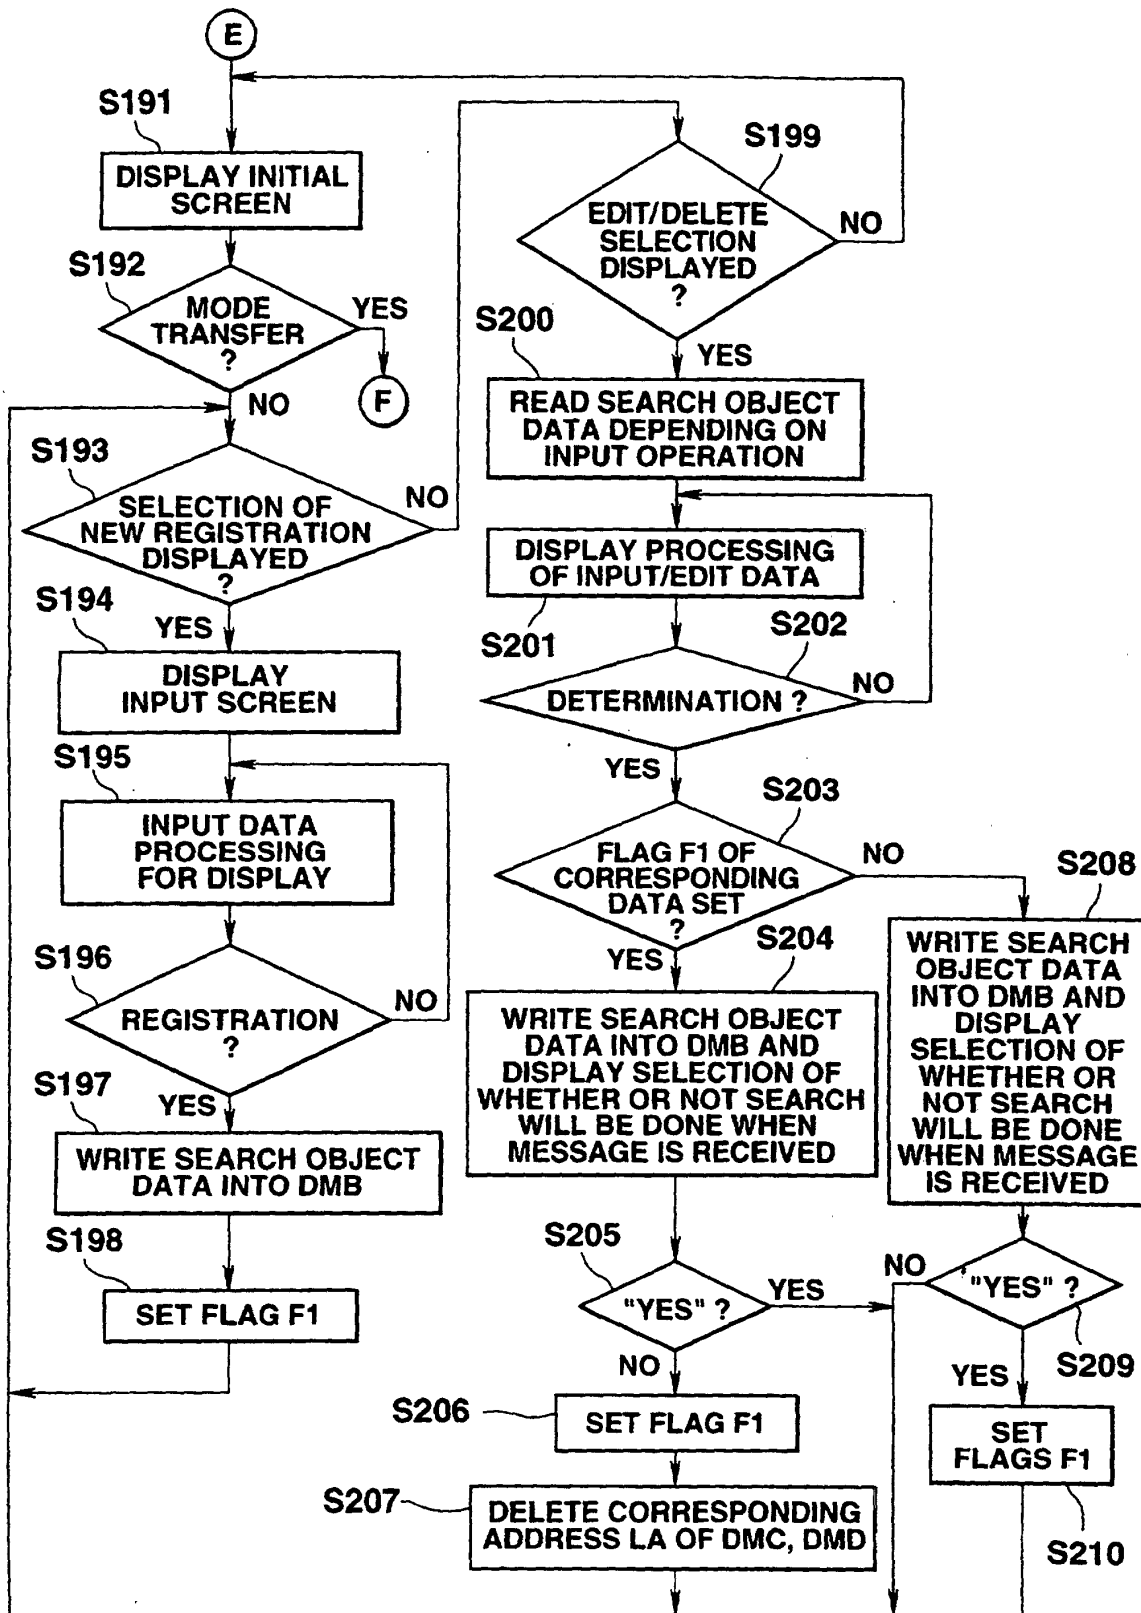 E
S191
DISPLAY INITIAL
SCREEN
S192
MODE
TRANSFER
?
YES
F
NO
S193
SELECTION OF
NEW REGISTRATION
DISPLAYED
?
NO
S194
YES
DISPLAY
INPUT SCREEN
S195
INPUT DATA
PROCESSING
FOR DISPLAY
S196
REGISTRATION
?
NO
S197
YES
WRITE SEARCH OBJECT
DATA INTO DMB
S198
SET FLAG F1
S199
EDIT/DELETE
SELECTION
DISPLAYED
?
NO
S200
YES
READ SEARCH OBJECT
DATA DEPENDING ON
INPUT OPERATION
DISPLAY PROCESSING
OF INPUT/EDIT DATA
S201
S202
DETERMINATION ?
NO
YES
S203
FLAG F1 OF
CORRESPONDING
DATA SET
?
NO
YES
S204
WRITE SEARCH OBJECT
DATA INTO DMB AND
DISPLAY SELECTION OF
WHETHER OR NOT SEARCH
WILL BE DONE WHEN
MESSAGE IS RECEIVED
S205
"YES" ?
YES
NO
S206
SET FLAG F1
S207
DELETE CORRESPONDING
ADDRESS LA OF DMC, DMD
S208
WRITE SEARCH
OBJECT DATA
INTO DMB AND
DISPLAY
SELECTION OF
WHETHER OR
NOT SEARCH
WILL BE DONE
WHEN MESSAGE
IS RECEIVED
NO
"YES" ?
S209
YES
SET
FLAGS F1
S210